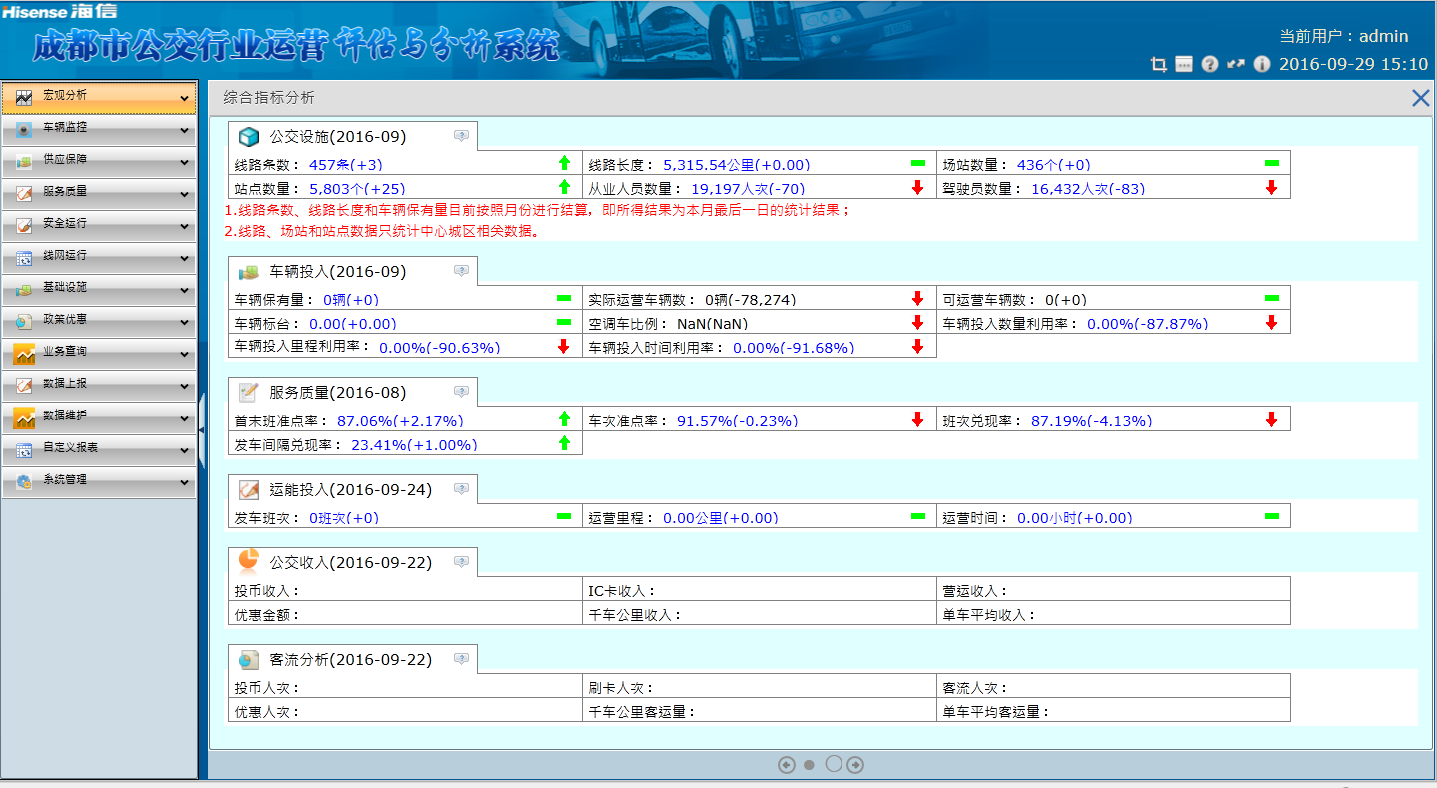 Hisense 海信
成都市公交行业运营评估与分析系统
当前用户：admin
2016-09-29 15:10
宏观分析
车辆监控
供应保障
服务质量
安全运行
线网运行
基础设施
政策优惠
业务查询
数据上报
数据维护
自定义报表
系统管理
综合指标分析
公交设施(2016-09)
线路条数： 457条(+3) 线路长度： 5,315.54公里(+0.00) 场站数量： 436个(+0)
站点数量： 5,803个(+25) 从业人员数量： 19,197人次(-70) 驾驶员数量： 16,432人次(-83)
1.线路条数、线路长度和车辆保有量目前按照月份进行结算，即所得结果为本月最后一日的统计结果；
2.线路、场站和站点数据只统计中心城区相关数据。
车辆投入(2016-09)
车辆保有量： 0辆(+0) 实际运营车辆数： 0辆(-78,274) 可运营车辆数： 0(+0)
车辆标台： 0.00(+0.00) 空调车比例： NaN(NaN) 车辆投入数量利用率： 0.00%(-87.87%)
车辆投入里程利用率： 0.00%(-90.63%) 车辆投入时间利用率： 0.00%(-91.68%)
服务质量(2016-08)
首末班准点率： 87.06%(+2.17%) 车次准点率： 91.57%(-0.23%) 班次兑现率： 87.19%(-4.13%)
发车间隔兑现率： 23.41%(+1.00%)
运能投入(2016-09-24)
发车班次： 0班次(+0) 运营里程： 0.00公里(+0.00) 运营时间： 0.00小时(+0.00)
公交收入(2016-09-22)
投币收入： IC卡收入： 营运收入：
优惠金额： 千车公里收入： 单车平均收入：
客流分析(2016-09-22)
投币人次： 刷卡人次： 客流人次：
优惠人次： 千车公里客运量： 单车平均客运量：